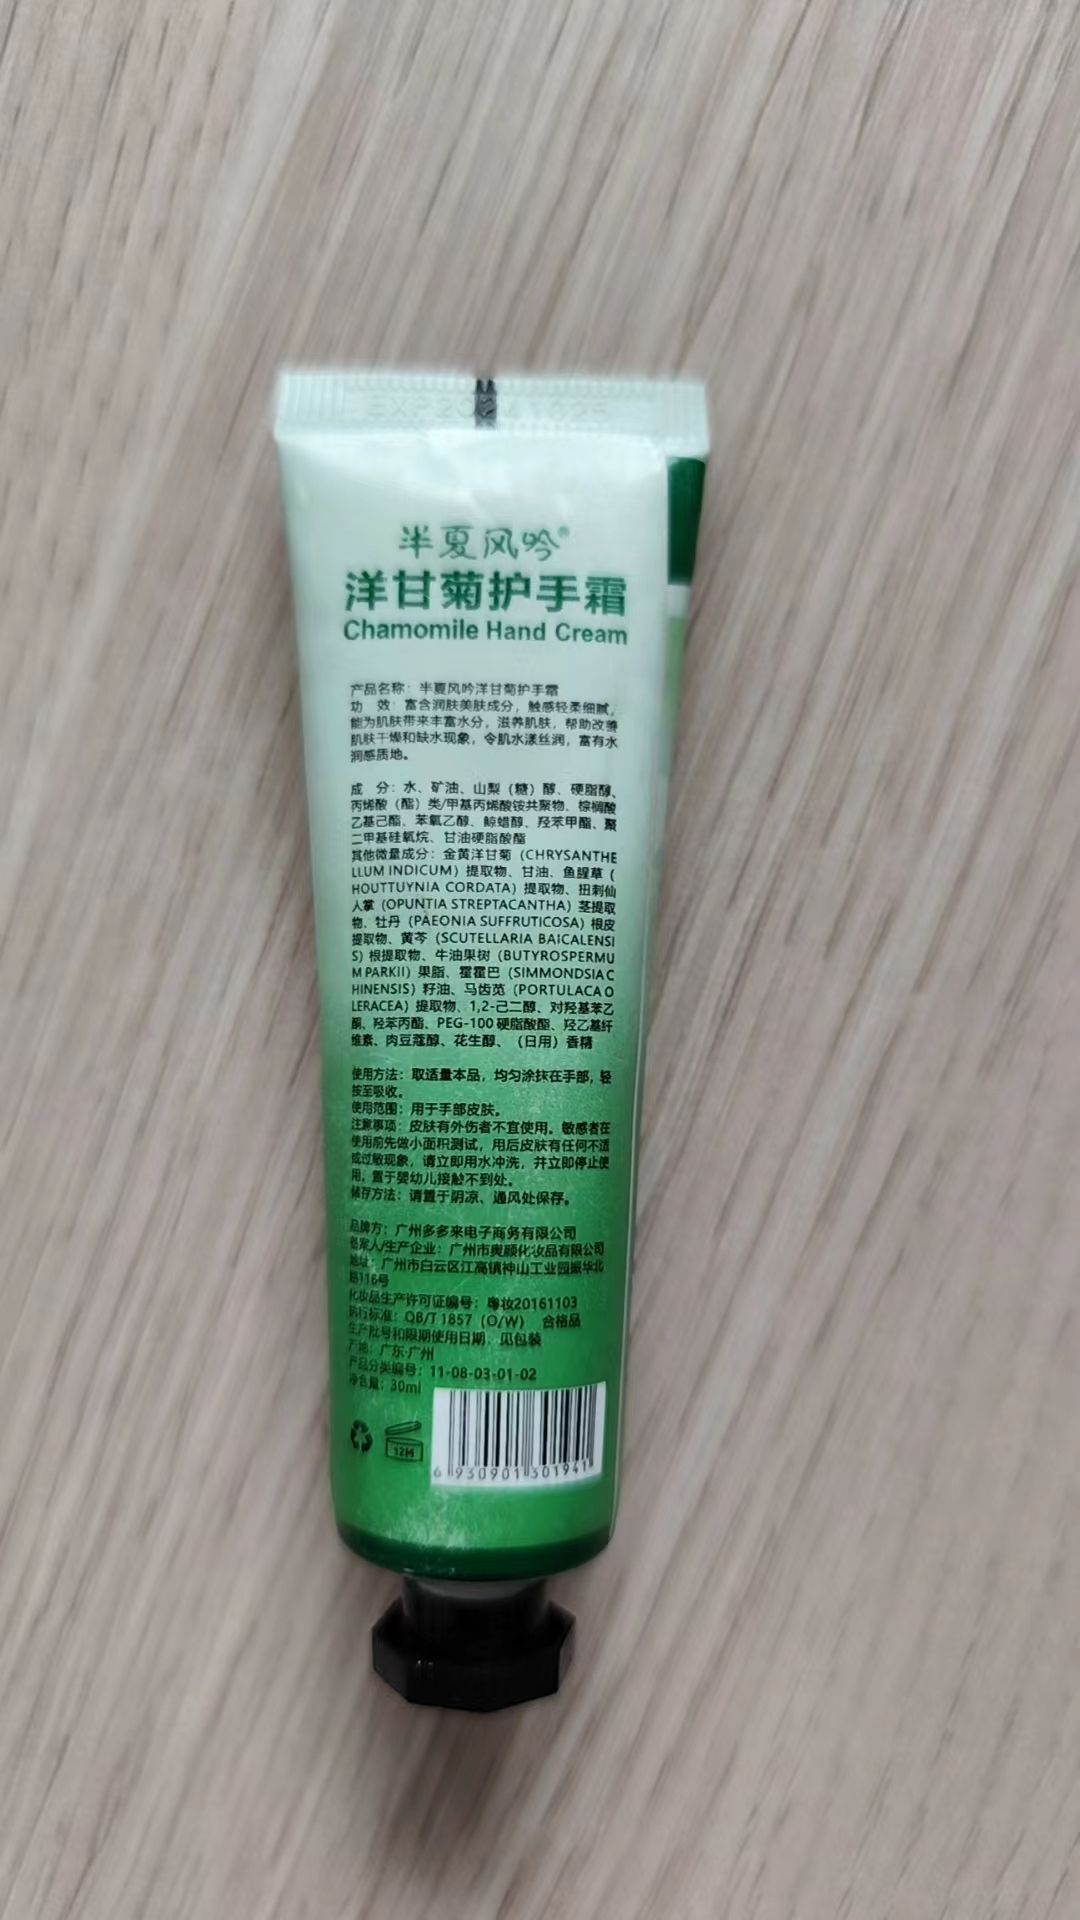 半夏风吟®
洋甘菊护手霜
Chamomile Hand Cream
产品名称：半夏风吟洋甘菊护手霜
功 效：富含润肤美肤成分，触感轻柔细腻，
能为肌肤带来丰富水分，滋养肌肤，帮助改善
肌肤干燥和缺水现象，令肌水漾丝润，富有水
润感质地。
成 分：水、矿油、山梨（糖）醇、硬脂醇、
丙烯酸（酯）类/甲基丙烯酸铵共聚物、棕榈酸
乙基己酯、苯氧乙醇、鲸蜡醇、羟苯甲酯、聚
二甲基硅氧烷、甘油硬脂酸酯
其他微量成分：金黄洋甘菊（CHRYSANTHE
LLUM INDICUM）提取物、甘油、鱼腥草（
HOUTTUYNIA CORDATA）提取物、扭刺仙
人掌（OPUNTIA STREPTACANTHA）茎提取
物、牡丹（PAEONIA SUFFRUTICOSA）根皮
提取物、黄芩（SCUTELLARIA BAICALENSI
S）根提取物、牛油果树（BUTYROSPERMU
M PARKII）果脂、霍霍巴（SIMMONDSIA C
HINENSIS）籽油、马齿苋（PORTULACA O
LERACEA）提取物、1,2-己二醇、对羟基苯乙
酮、羟苯丙酯、PEG-100 硬脂酸酯、羟乙基纤
维素、肉豆蔻醇、花生醇、（日用）香精
使用方法：取适量本品，均匀涂抹在手部，轻
按至吸收。
使用范围：用于手部皮肤。
注意事项：皮肤有外伤者不宜使用。敏感者在
使用前先做小面积测试，用后皮肤有任何不适
或过敏现象，请立即用水冲洗，并立即停止使
用，置于婴幼儿接触不到处。
储存方法：请置于阴凉、通风处保存。
品牌方：广州多多来电子商务有限公司
备案人/生产企业：广州市奥颜化妆品有限公司
地址：广州市白云区江高镇神山工业园振华北
路116号
化妆品生产许可证编号：粤妆20161103
执行标准：QB/T 1857（O/W） 合格品
生产批号和限期使用日期：见包装
产地：广东·广州
产品分类编号：11-08-03-01-02
净含量：30ml
12M
6 930901 301941